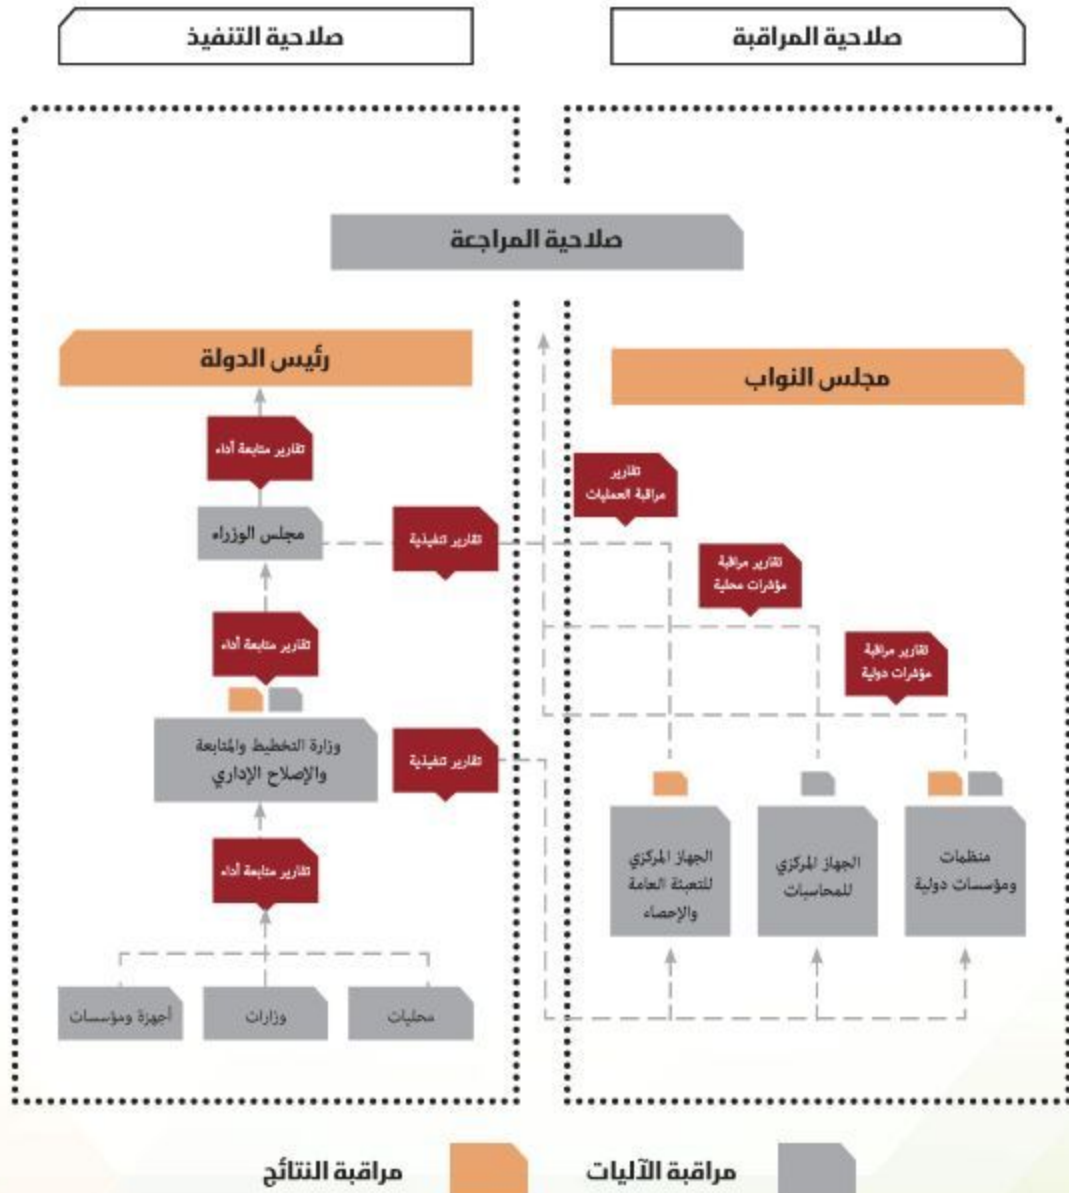 صلاحية المراقبة
صلاحية التنفيذ
صلاحية المراجعة
رئيس الدولة
مجلس النواب
تقارير متابعة أداء
تقارير
مراقبة العمليات
مجلس الوزراء
تقارير تنفيذية
تقارير مراقبة
مؤشرات محلية
تقارير متابعة أداء
تقارير مراقبة
مؤشرات دولية
وزارة التخطيط والمتابعة
والإصلاح الإداري
تقارير تنفيذية
منظمات
ومؤسسات دولية
الجهاز المركزي
للمحاسبات
الجهاز المركزي
للتعبئة العامة
والإحصاء
تقارير متابعة أداء
محليات
وزارات
أجهزة ومؤسسات
مراقبة الآليات
مراقبة النتائج